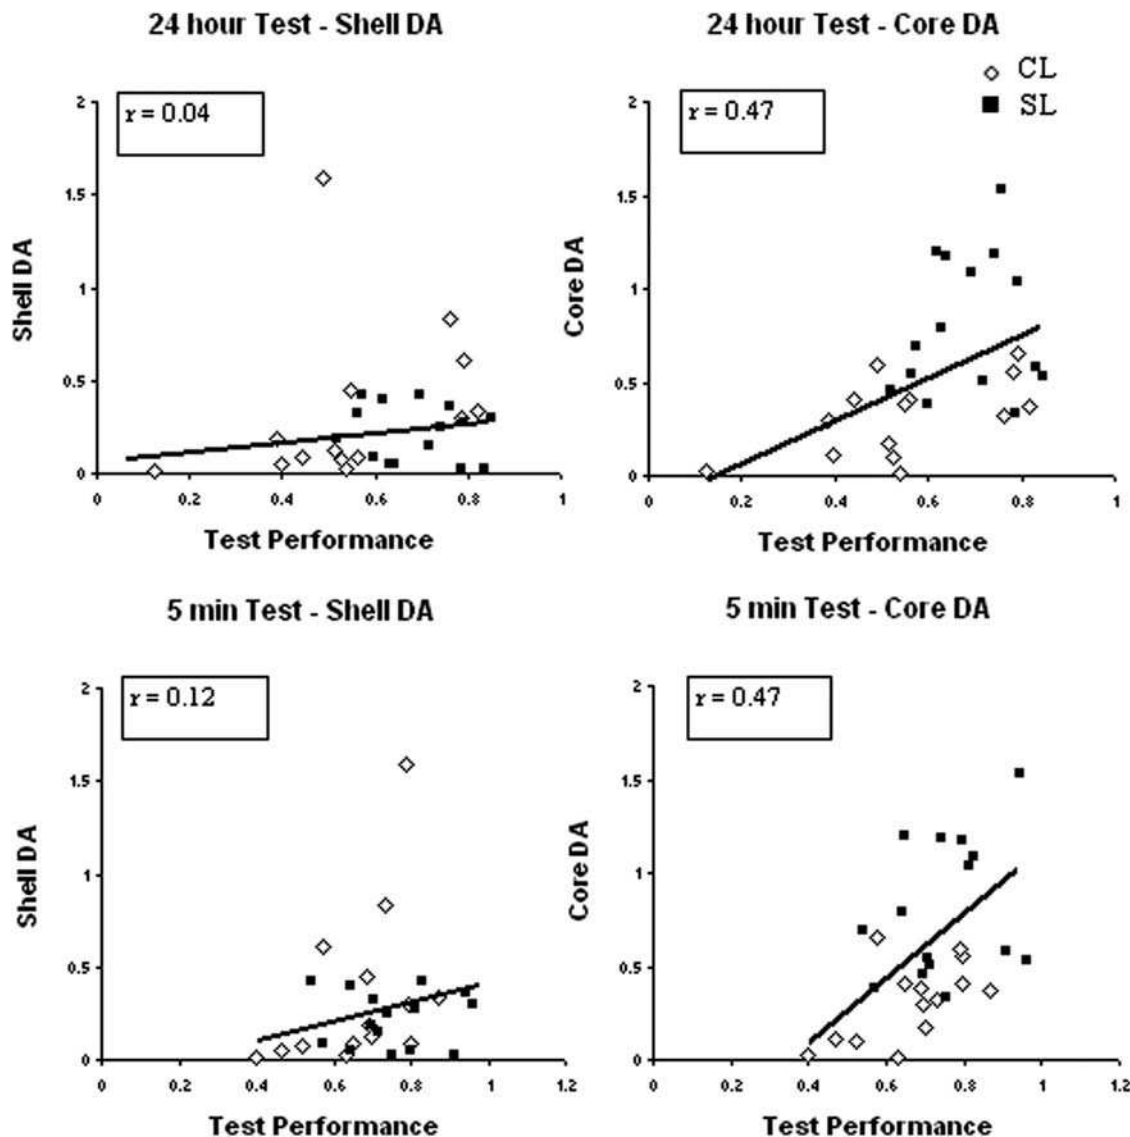 24 hour Test - Shell DA
r = 0.04
2
1.5
1
0.5
0
0
0.2
0.4
0.6
0.8
1
Shell DA
Test Performance
24 hour Test - Core DA
CL
SL
r = 0.47
2
1.5
1
0.5
0
0
0.2
0.4
0.6
0.8
1
Core DA
Test Performance
5 min Test - Shell DA
r = 0.12
2
1.5
1
0.5
0
0
0.2
0.4
0.6
0.8
1
1.2
Shell DA
Test Performance
5 min Test - Core DA
r = 0.47
2
1.5
1
0.5
0
0
0.2
0.4
0.6
0.8
1
1.2
Core DA
Test Performance